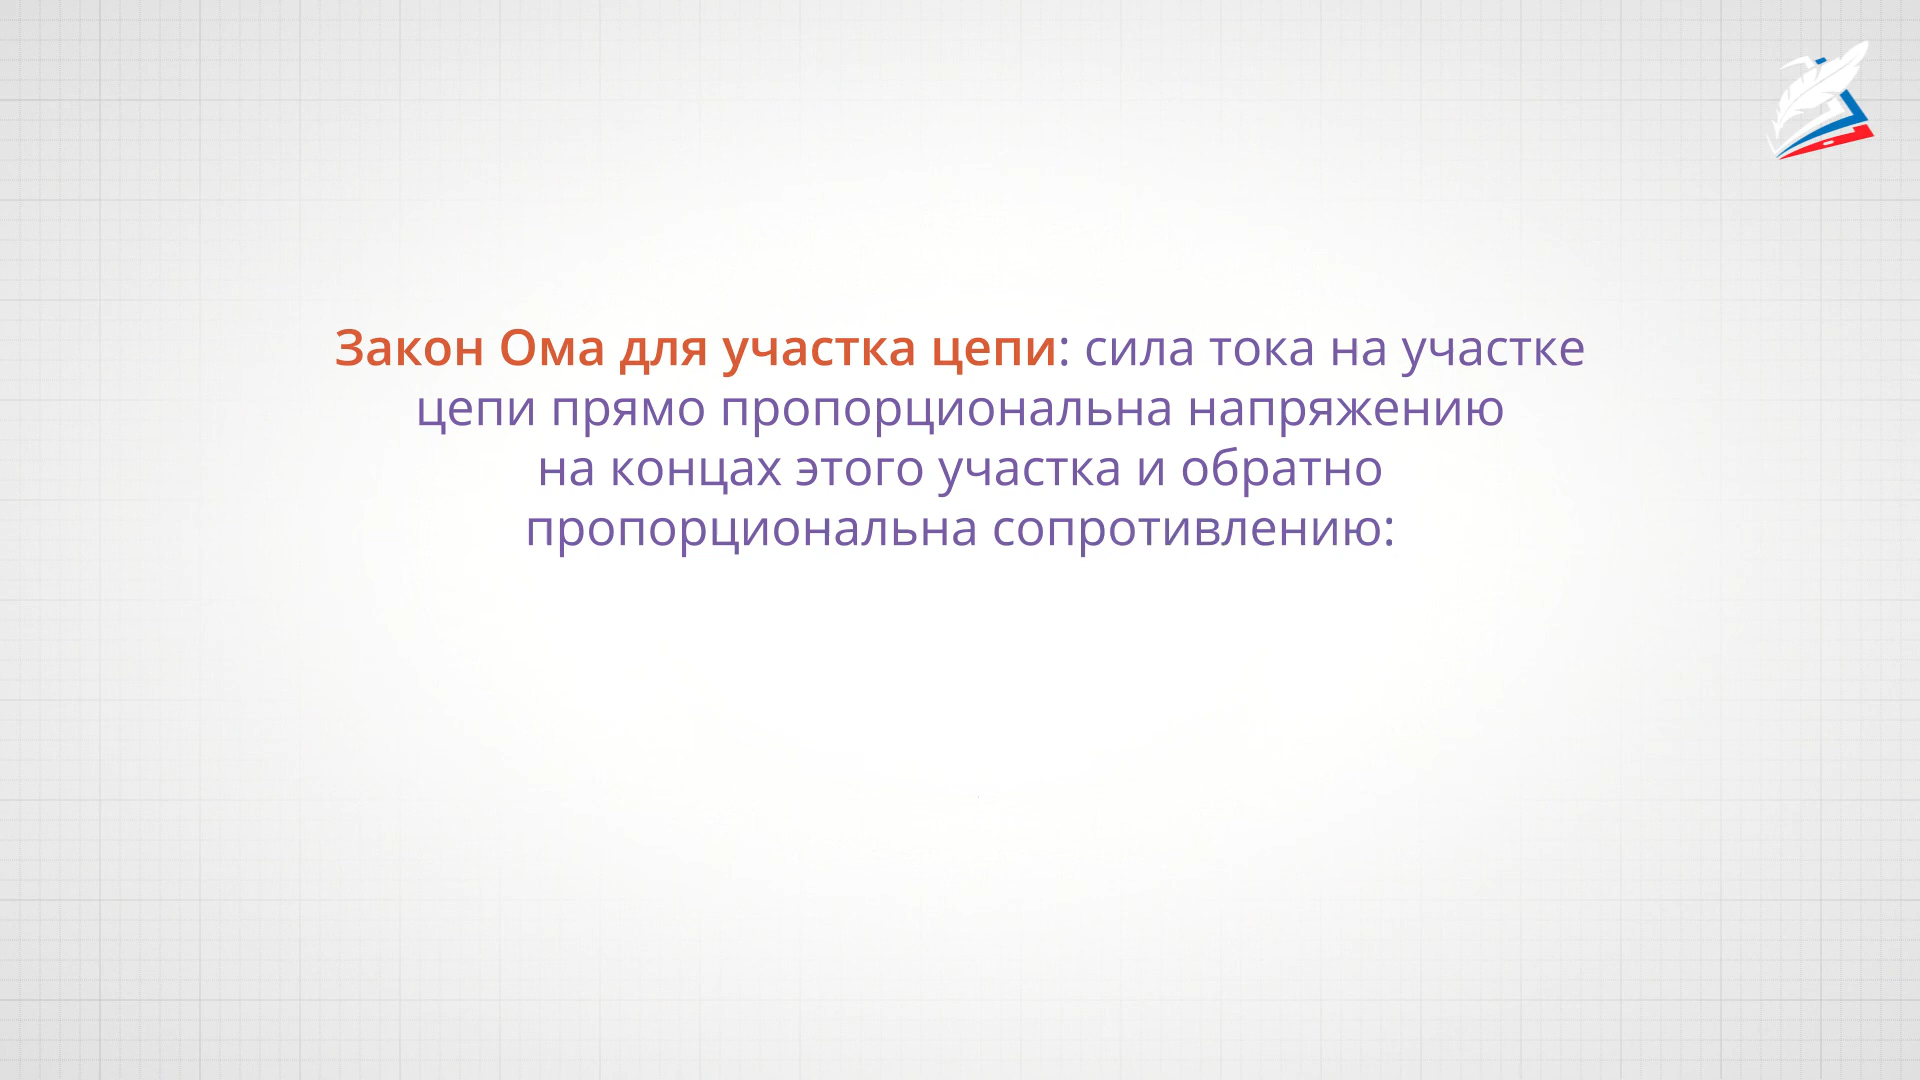 Закон Ома для участка цепи: сила тока на участке
цепи прямо пропорциональна напряжению
на концах этого участка и обратно
пропорциональна сопротивлению: